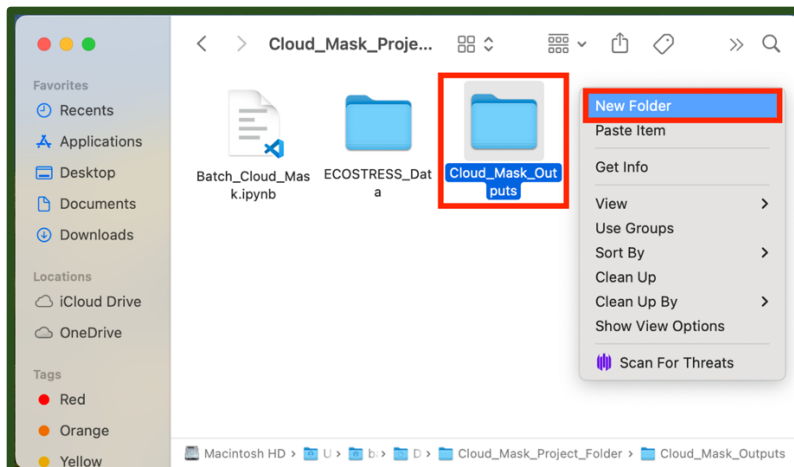 Cloud_Mask_Proje...
Favorites
Recents
Applications
Desktop
Documents
Downloads
Locations
iCloud Drive
OneDrive
Tags
Red
Orange
Yellow
Batch_Cloud_Mas
k.ipynb
ECOSTRESS_Dat
a
Cloud_Mask_Out
puts
New Folder
Paste Item
Get Info
View
Use Groups
Sort By
Clean Up
Clean Up By
Show View Options
Scan For Threats
Macintosh HD › U › b › D › Cloud_Mask_Project_Folder › Cloud_Mask_Outputs